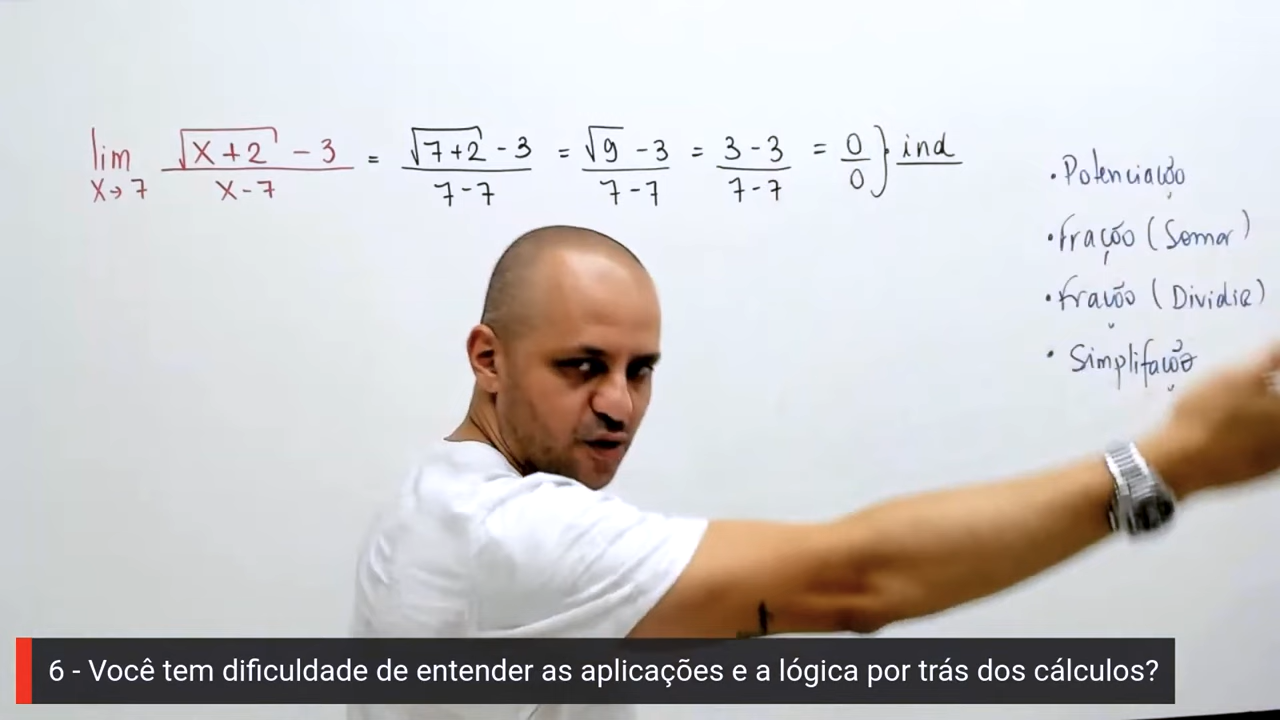 lim x→7 √(x+2) - 3 / x-7 = √(7+2) - 3 / 7-7 = √9 - 3 / 7-7 = 3-3 / 7-7 = 0/0 } ind
• Potenciação
• Fração (Somar)
• Fração (Dividir)
• Simplifação
6 - Você tem dificuldade de entender as aplicações e a lógica por trás dos cálculos?